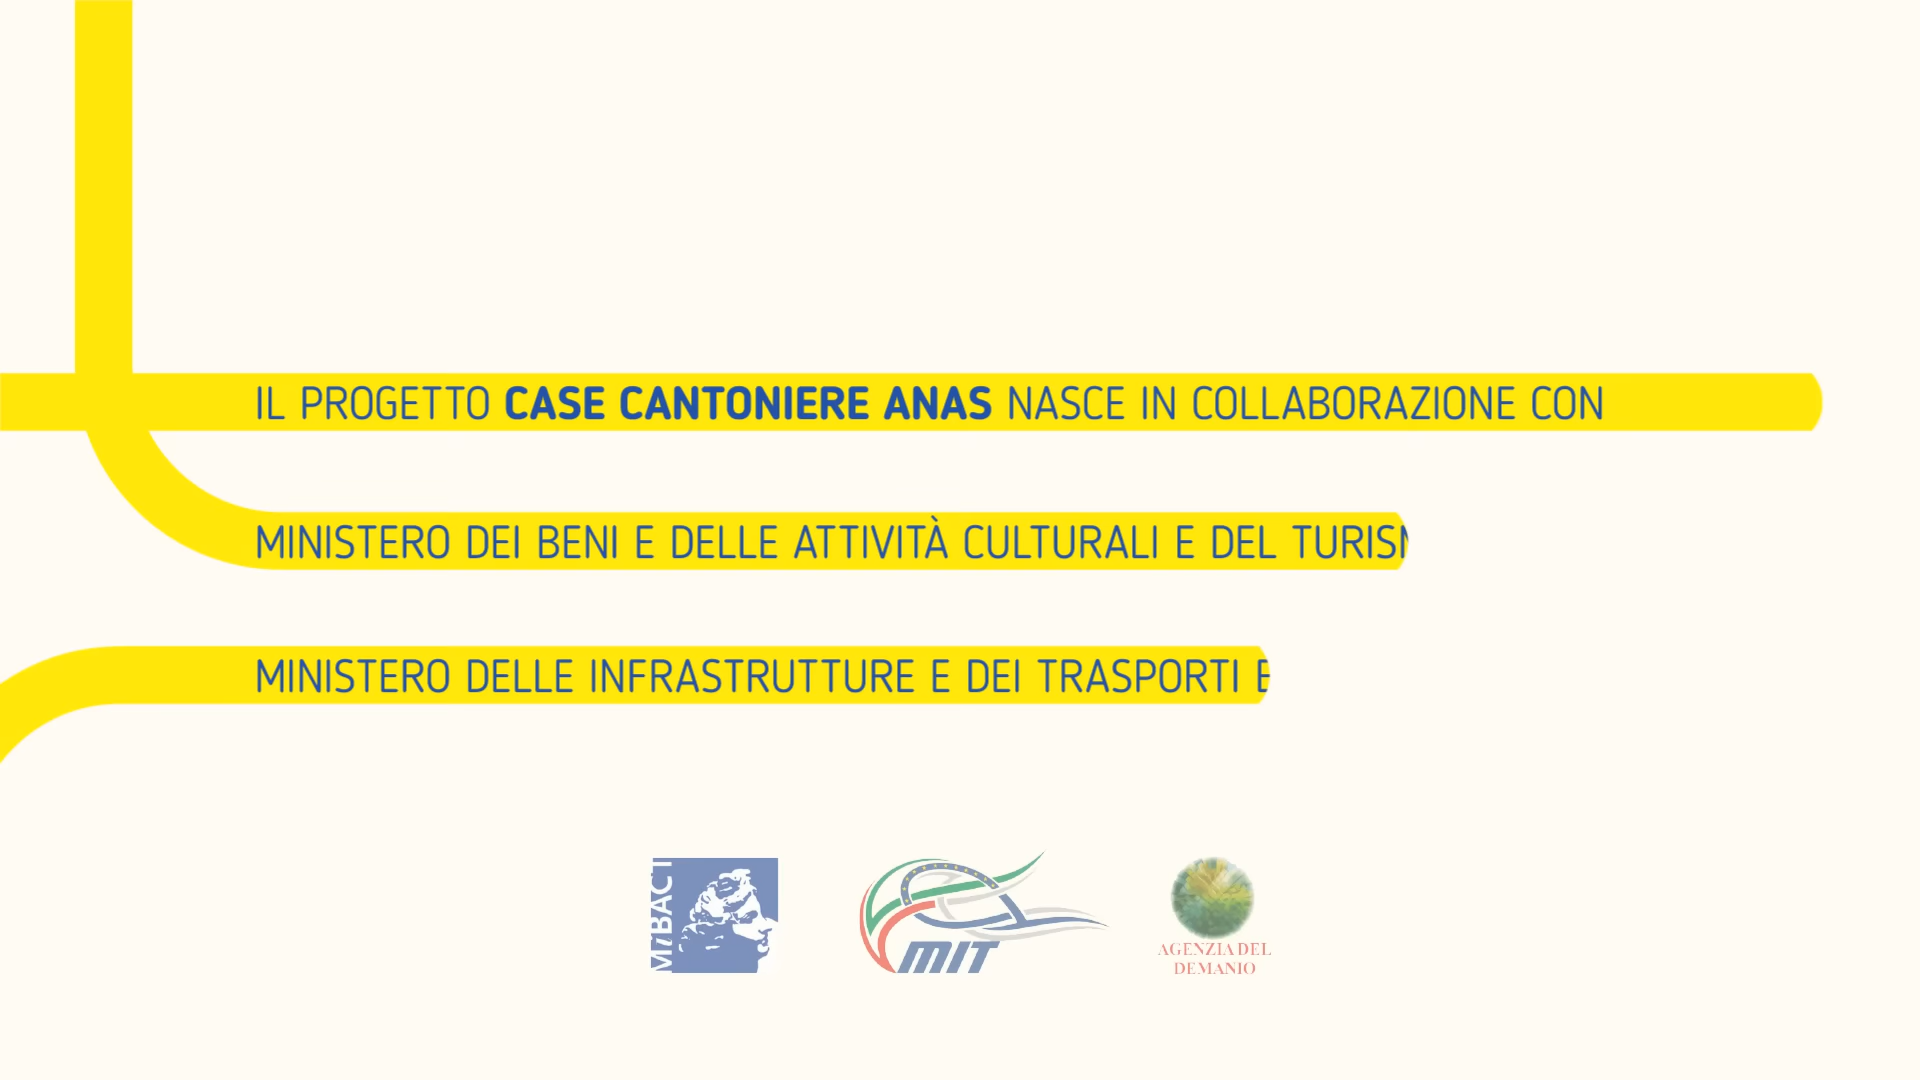 IL PROGETTO CASE CANTONIERE ANAS NASCE IN COLLABORAZIONE CON
MINISTERO DEI BENI E DELLE ATTIVITÀ CULTURALI E DEL
MINISTERO DELLE INFRASTRUTTURE E DEI TRASPORTI
MiBACT
MIT
AGENZIA DEL
DEMANIO